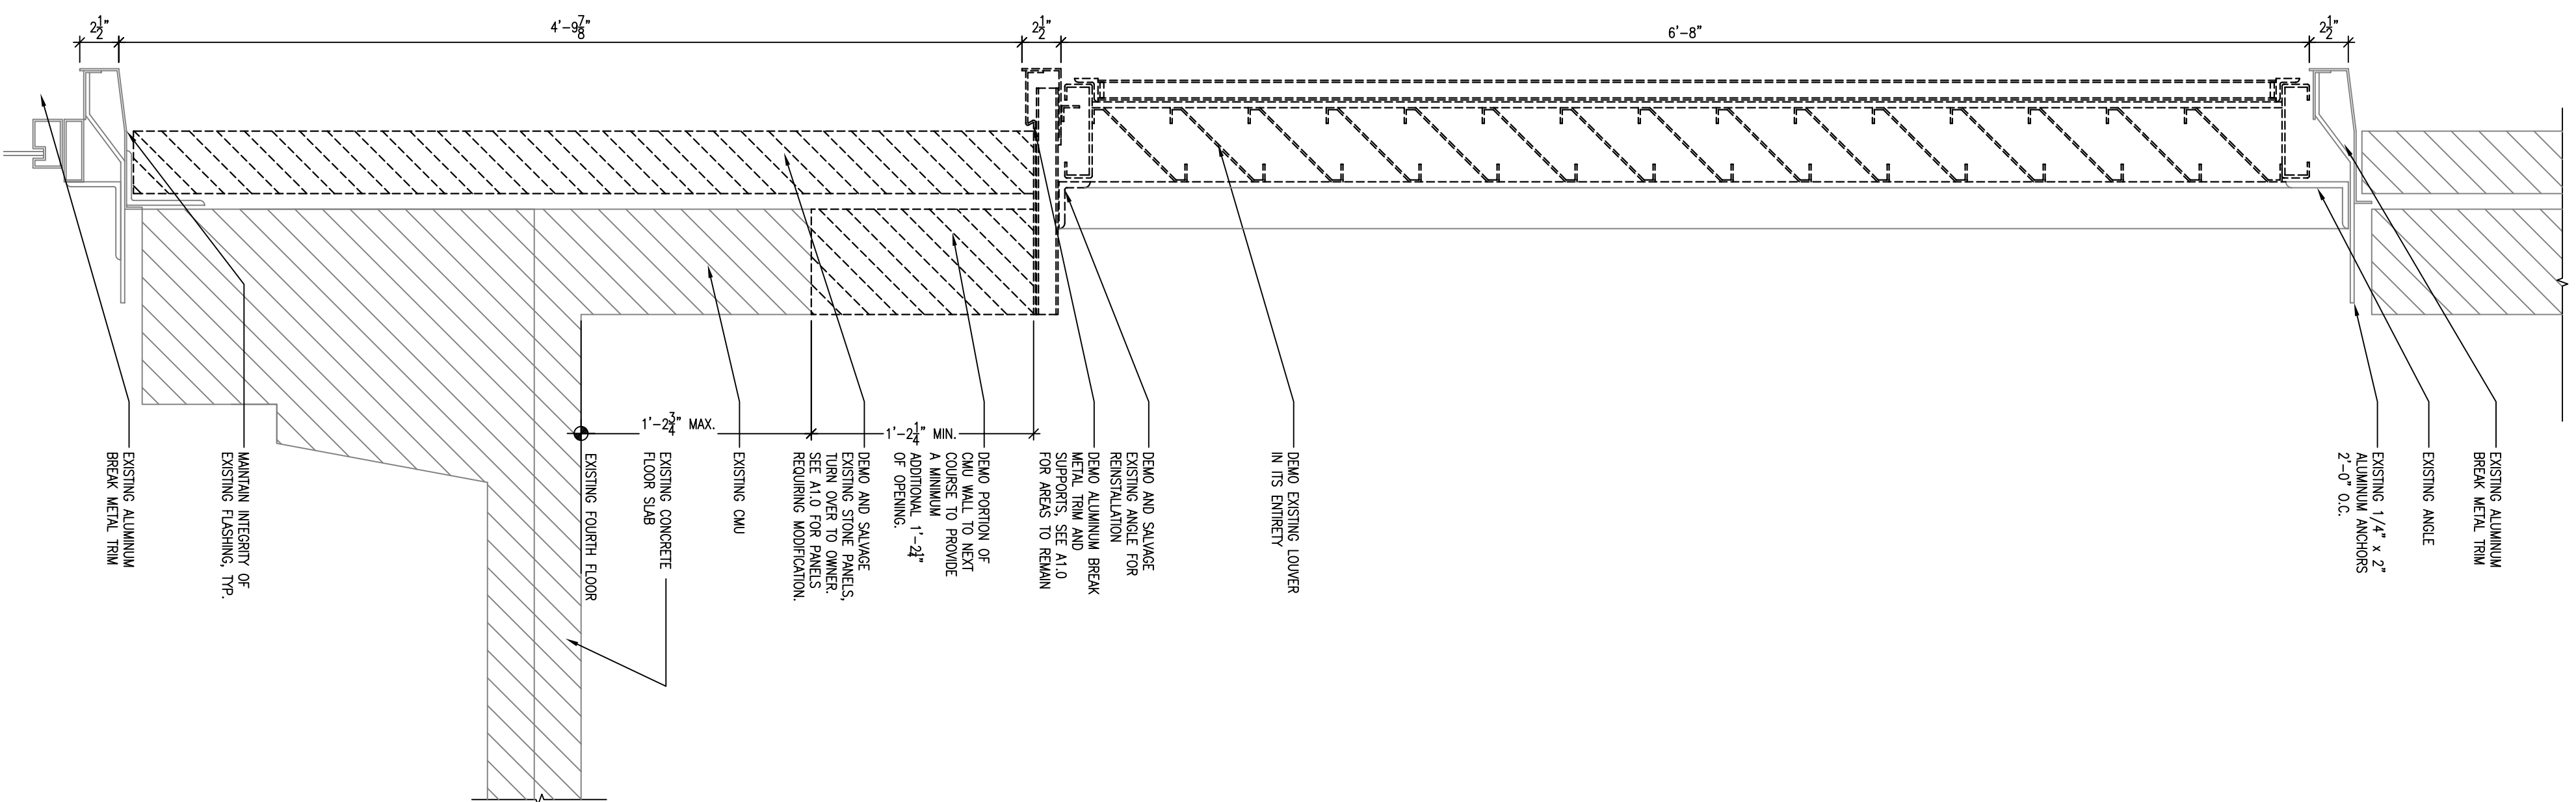 2 1/2"
4'-9 7/8"
2 1/2"
6'-8"
2 1/2"
EXISTING ALUMINUM
BREAK METAL TRIM
EXISTING ANGLE
EXISTING 1/4" x 2"
ALUMINUM ANCHORS
2'-0" O.C.
DEMO EXISTING LOUVER
IN ITS ENTIRETY
DEMO AND SALVAGE
EXISTING ANGLE FOR
REINSTALLATION
DEMO ALUMINUM BREAK
METAL TRIM AND
SUPPORTS, SEE A1.0
FOR AREAS TO REMAIN
DEMO PORTION OF
CMU WALL TO NEXT
COURSE TO PROVIDE
A MINIMUM
ADDITIONAL 1'-2 1/4"
OF OPENING.
DEMO AND SALVAGE
EXISTING STONE PANELS,
TURN OVER TO OWNER.
SEE A1.0 FOR PANELS
REQUIRING MODIFICATION.
EXISTING CMU
EXISTING CONCRETE
FLOOR SLAB
EXISTING FOURTH FLOOR
1'-2 3/4" MAX.
1'-2 1/4" MIN.
MAINTAIN INTEGRITY OF
EXISTING FLASHING, TYP.
EXISTING ALUMINUM
BREAK METAL TRIM